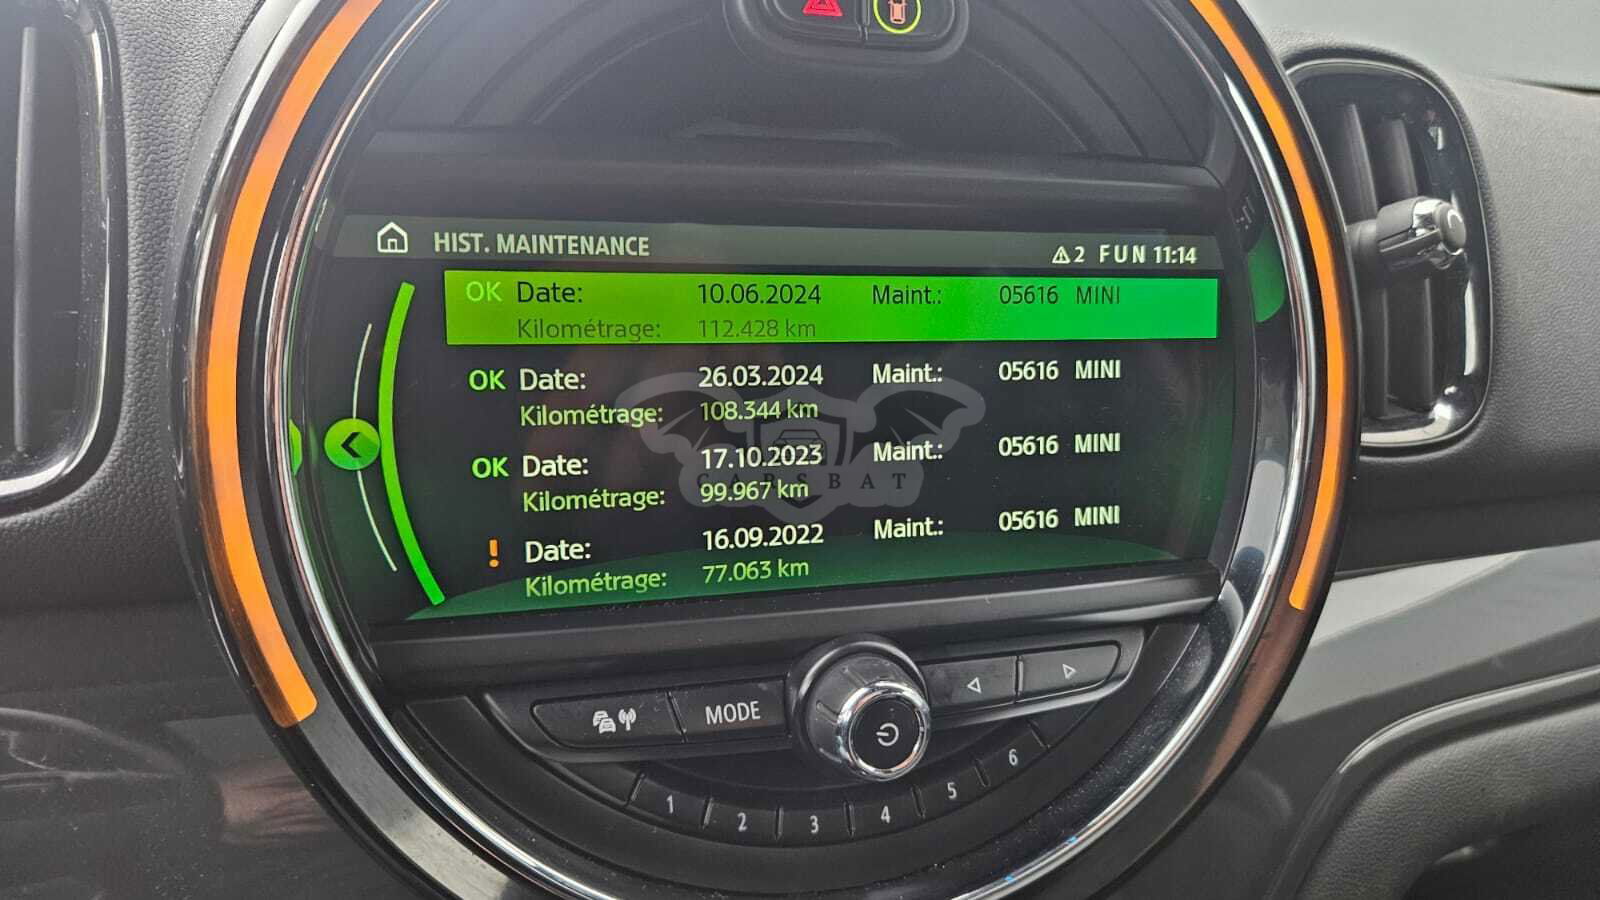 HIST. MAINTENANCE
2 FUN 11:14
OK Date: 10.06.2024 Maint.: 05616 MINI
Kilométrage: 112.428 km
OK Date: 26.03.2024 Maint.: 05616 MINI
Kilométrage: 108.344 km
OK Date: 17.10.2023 Maint.: 05616 MINI
CARSBAT
Kilométrage: 99.967 km
! Date: 16.09.2022 Maint.: 05616 MINI
Kilométrage: 77.063 km
MODE
1 2 3 4 5 6